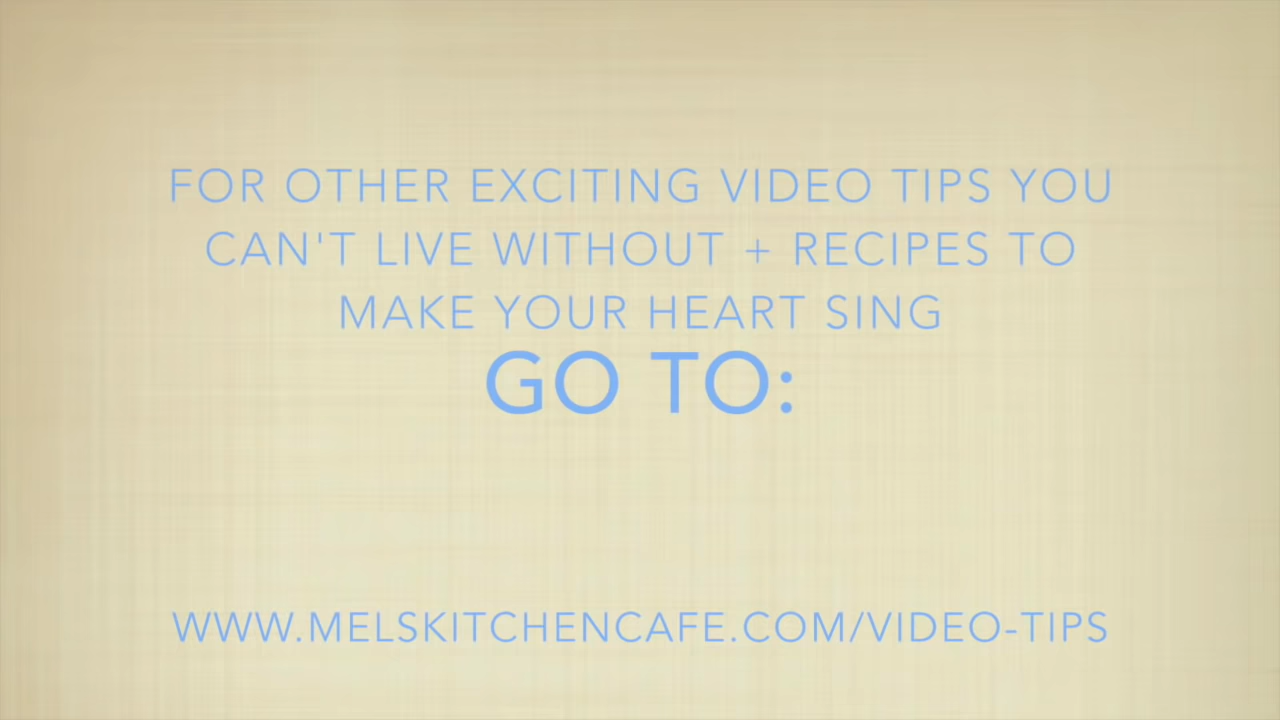 FOR OTHER EXCITING VIDEO TIPS YOU
CAN'T LIVE WITHOUT + RECIPES TO
MAKE YOUR HEART SING
GO TO:
WWW.MELSKITCHENCAFE.COM/VIDEO-TIPS